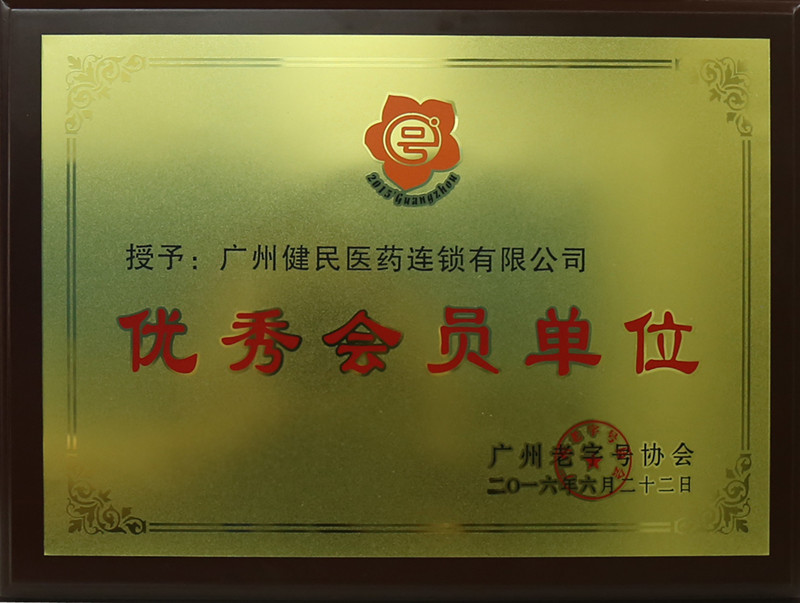 号
2015 Guangzhou
授予：广州健民医药连锁有限公司
优秀会员单位
广州老字号协会
二〇一六年六月二十二日